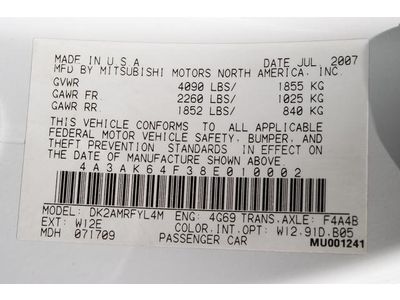 MADE IN U.S.A. DATE JUL, 2007
MFD BY MITSUBISHI MOTORS NORTH AMERICA, INC.
GVWR 4090 LBS/ 1855 KG
GAWR FR 2260 LBS/ 1025 KG
GAWR RR 1852 LBS/ 840 KG
THIS VEHICLE CONFORMS TO ALL APPLICABLE
FEDERAL MOTOR VEHICLE SAFETY, BUMPER, AND
THEFT PREVENTION STANDARDS IN EFFECT ON
THE DATE OF MANUFACTURE SHOWN ABOVE.
4A3AK64F38E010002
MODEL: DK2AMRFYL4M ENG: 4G69 TRANS.AXLE: F4A4B
EXT: W12E COLOR.INT.OPT: W12.91D.B05
MDH 071709 PASSENGER CAR MU001241